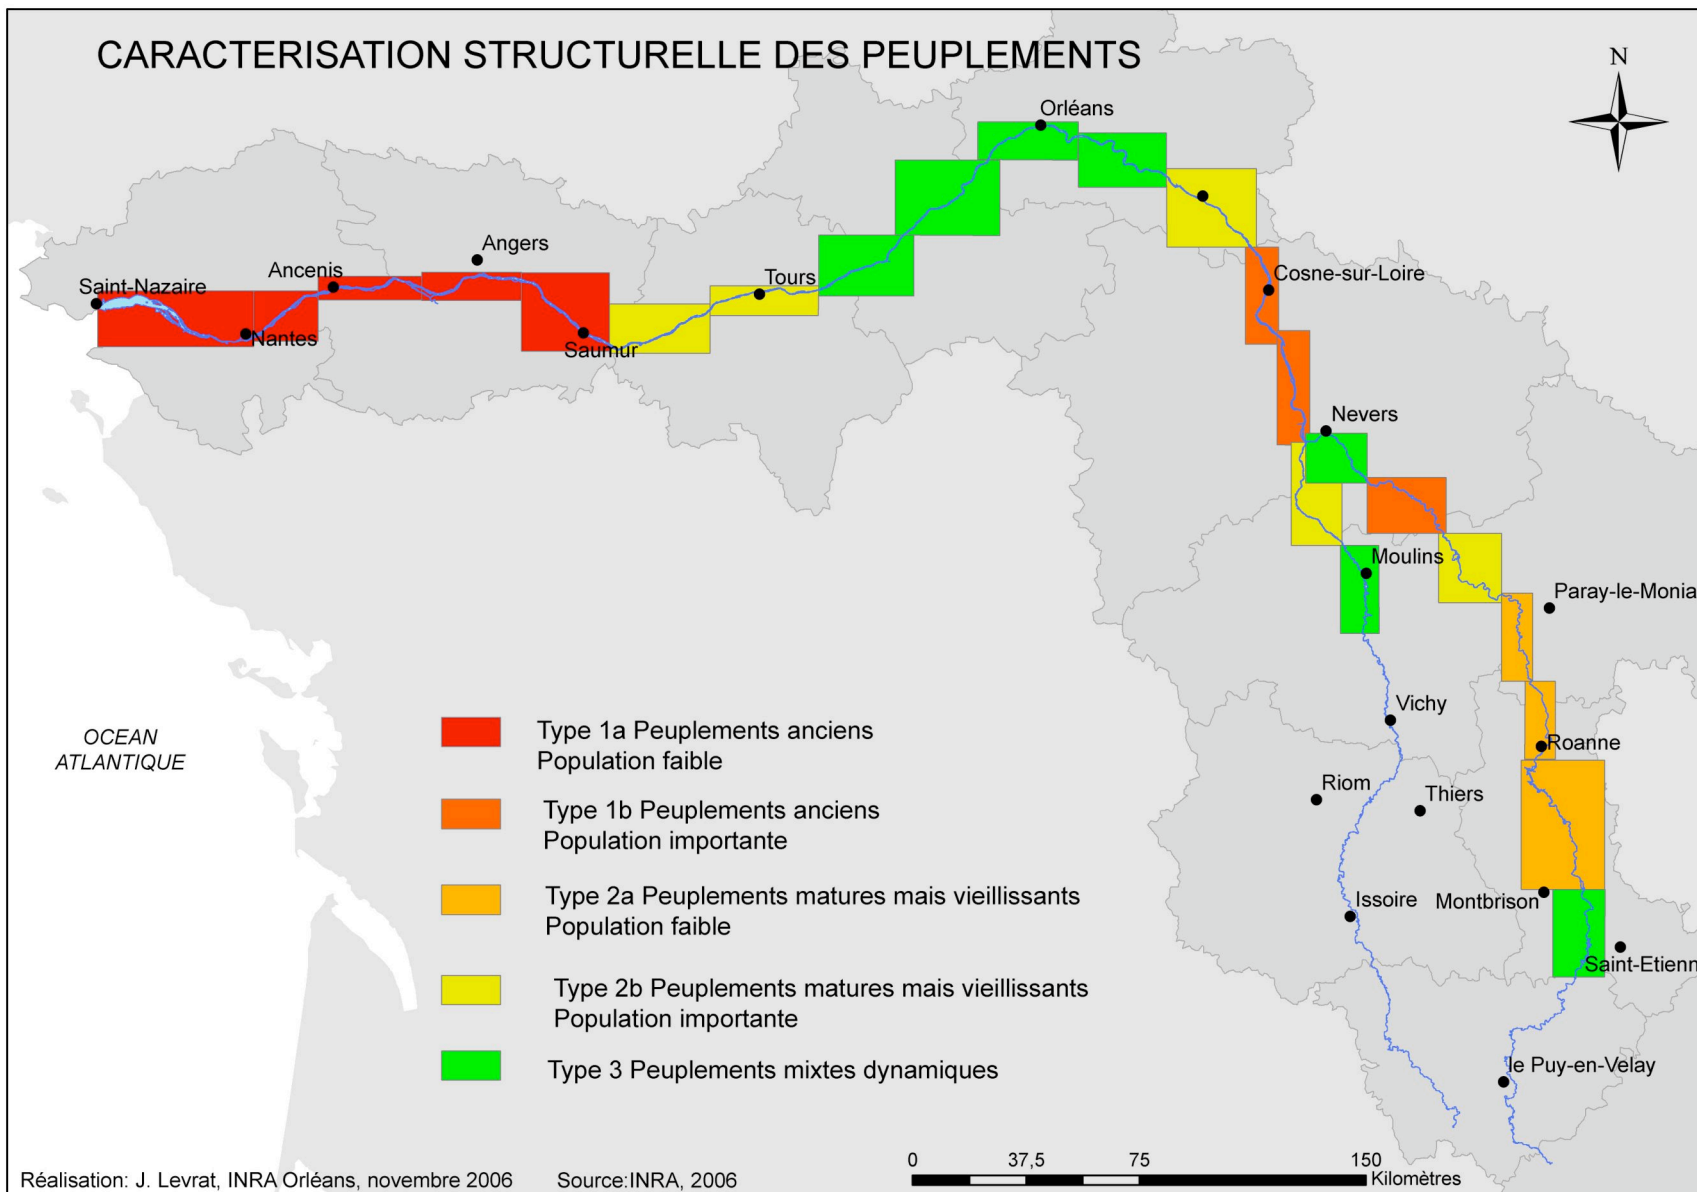 CARACTERISATION STRUCTURELLE DES PEUPLEMENTS
N
Orléans
Angers
Ancenis
Saint-Nazaire
Tours
Cosne-sur-Loire
Nantes
Saumur
Nevers
Moulins
Paray-le-Monia
Vichy
Roanne
Riom
Thiers
Issoire
Montbrison
Saint-Etienn
le Puy-en-Velay
OCEAN
ATLANTIQUE
Type 1a Peuplements anciens
Population faible
Type 1b Peuplements anciens
Population importante
Type 2a Peuplements matures mais vieillissants
Population faible
Type 2b Peuplements matures mais vieillissants
Population importante
Type 3 Peuplements mixtes dynamiques
0 37,5 75 150
Kilomètres
Réalisation: J. Levrat, INRA Orléans, novembre 2006 Source:INRA, 2006